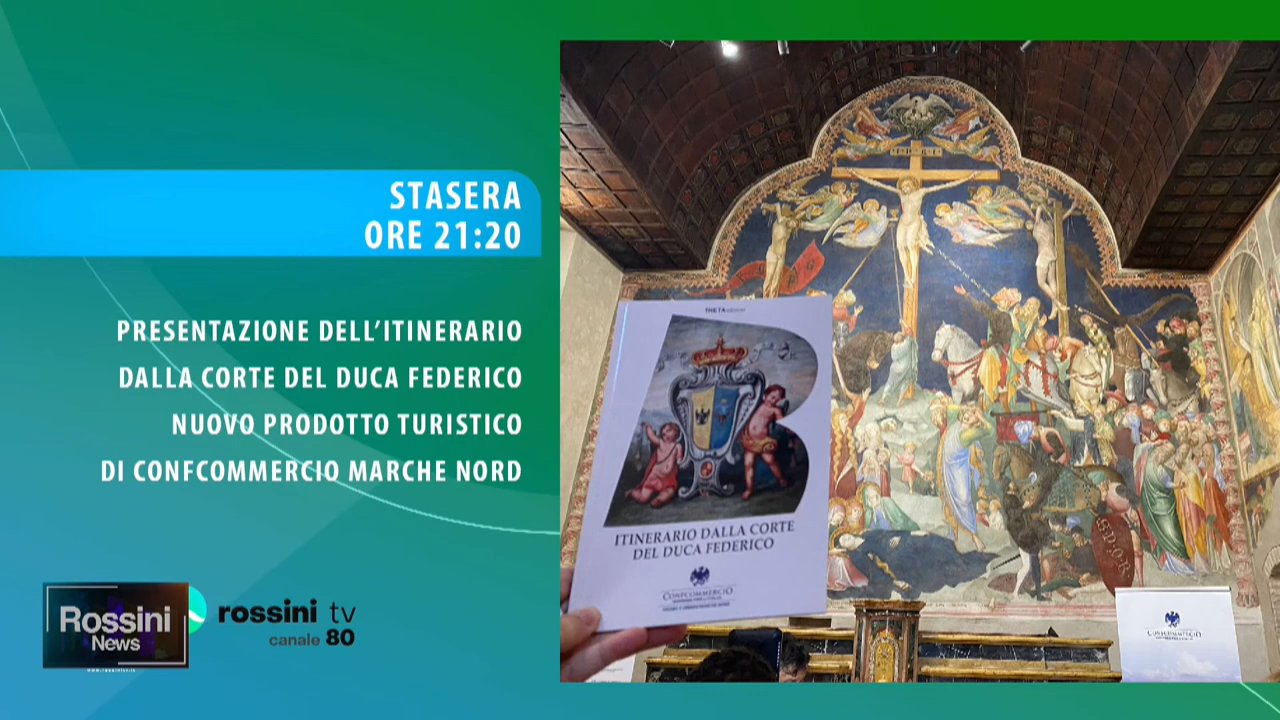 STASERA
ORE 21:20
PRESENTAZIONE DELL'ITINERARIO
DALLA CORTE DEL DUCA FEDERICO
NUOVO PRODOTTO TURISTICO
DI CONFCOMMERCIO MARCHE NORD
Rossini
News
rossini tv
canale 80
THETA
B
ITINERARIO DALLA CORTE
DEL DUCA FEDERICO
CONFCOMMERCIO
S·P·Q·R
CONFCOMMERCIO